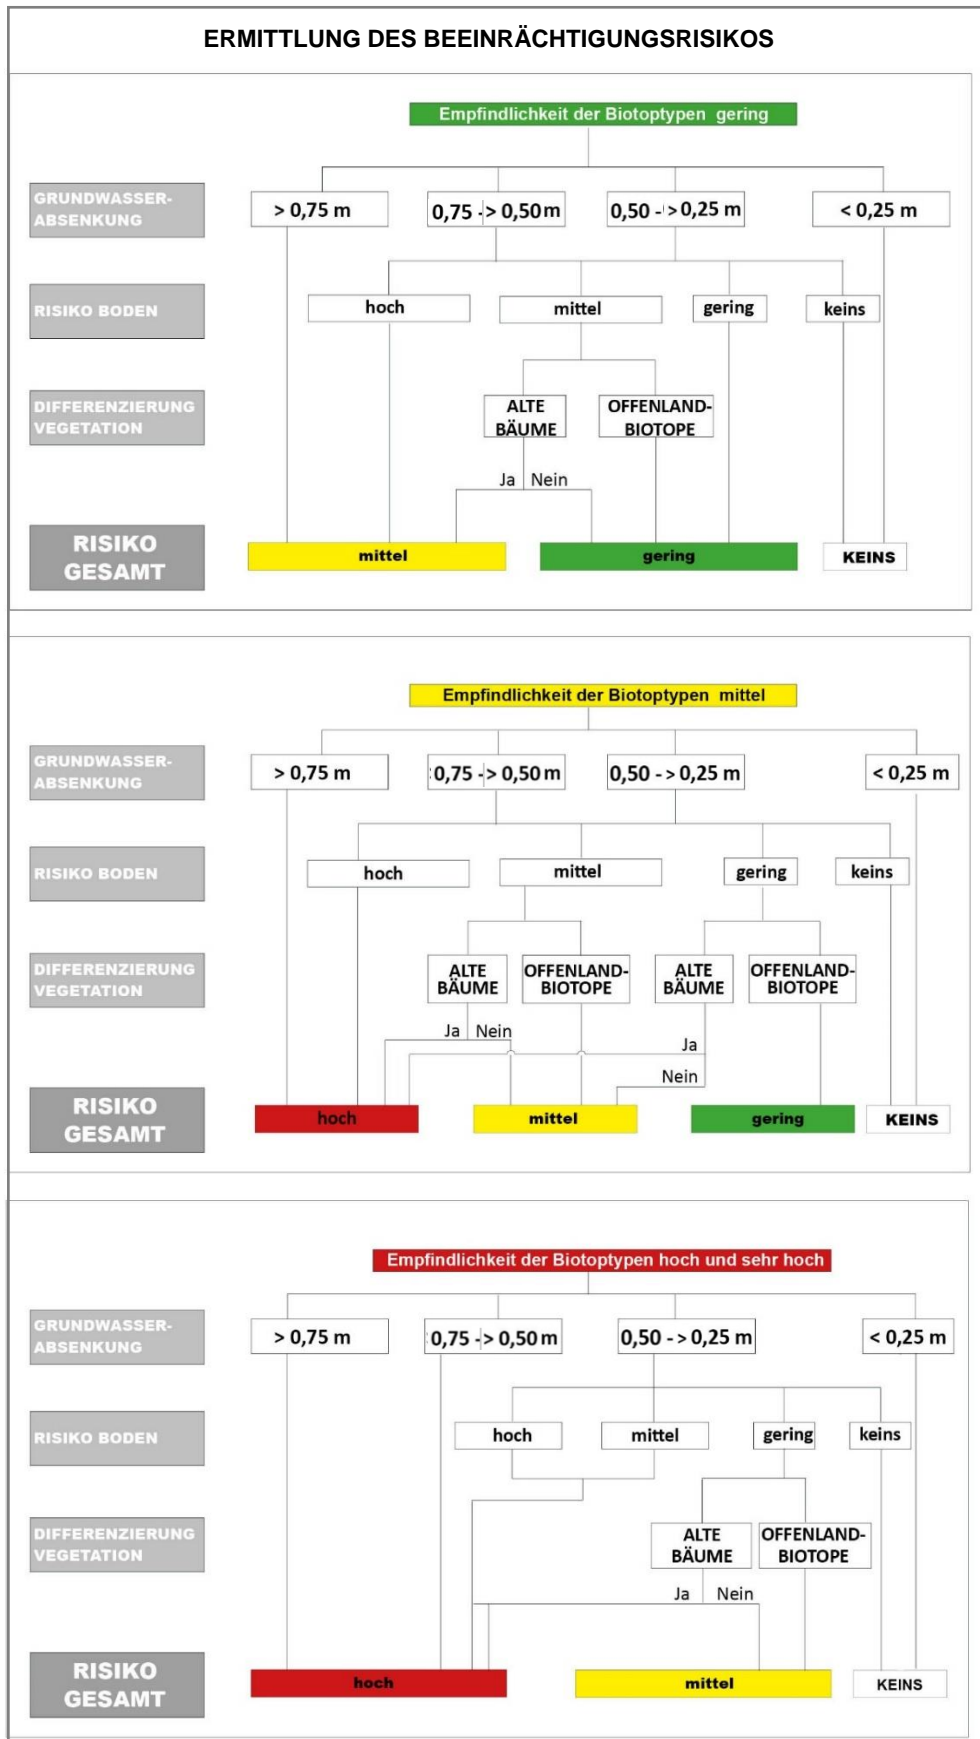 ERMITTLUNG DES BEEINRÄCHTIGUNGSRISIKOS
Empfindlichkeit der Biotoptypen gering
GRUNDWASSER-
ABSENKUNG
> 0,75 m
0,75 -> 0,50 m
0,50 -> 0,25 m
< 0,25 m
RISIKO BODEN
hoch
mittel
gering
keins
DIFFERENZIERUNG
VEGETATION
ALTE
BÄUME
OFFENLAND-
BIOTOPE
Ja
Nein
RISIKO
GESAMT
mittel
gering
KEINS
Empfindlichkeit der Biotoptypen mittel
GRUNDWASSER-
ABSENKUNG
> 0,75 m
0,75 -> 0,50 m
0,50 -> 0,25 m
< 0,25 m
RISIKO BODEN
hoch
mittel
gering
keins
DIFFERENZIERUNG
VEGETATION
ALTE
BÄUME
OFFENLAND-
BIOTOPE
ALTE
BÄUME
OFFENLAND-
BIOTOPE
Ja
Nein
Ja
Nein
RISIKO
GESAMT
hoch
mittel
gering
KEINS
Empfindlichkeit der Biotoptypen hoch und sehr hoch
GRUNDWASSER-
ABSENKUNG
> 0,75 m
0,75 -> 0,50 m
0,50 -> 0,25 m
< 0,25 m
RISIKO BODEN
hoch
mittel
gering
keins
DIFFERENZIERUNG
VEGETATION
ALTE
BÄUME
OFFENLAND-
BIOTOPE
Ja
Nein
RISIKO
GESAMT
hoch
mittel
KEINS